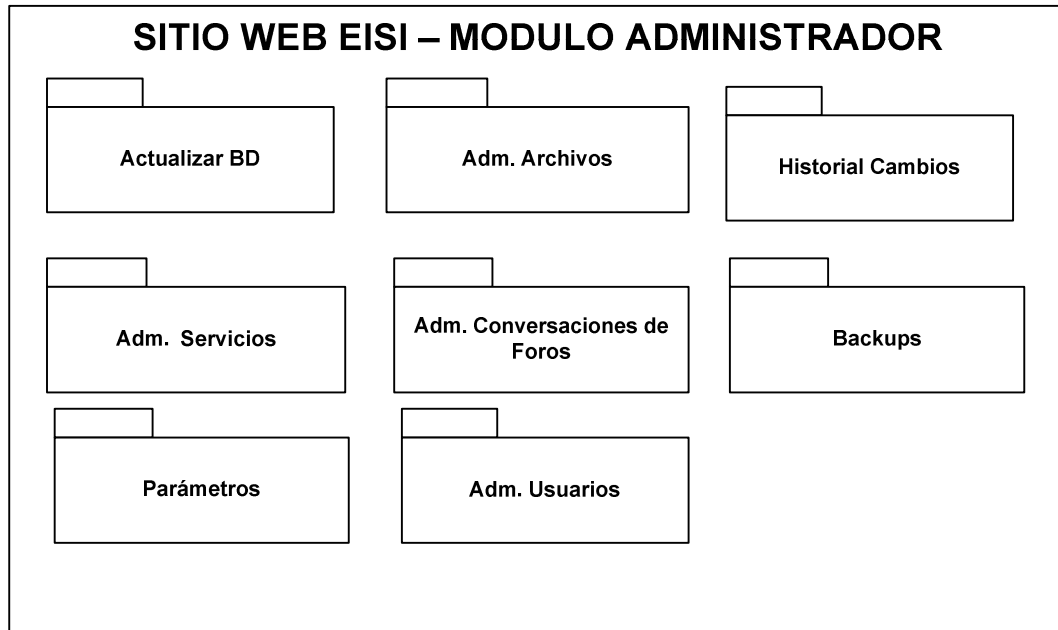 SITIO WEB EISI – MODULO ADMINISTRADOR
Actualizar BD
Adm. Archivos
Historial Cambios
Adm. Servicios
Adm. Conversaciones de
Foros
Backups
Parámetros
Adm. Usuarios